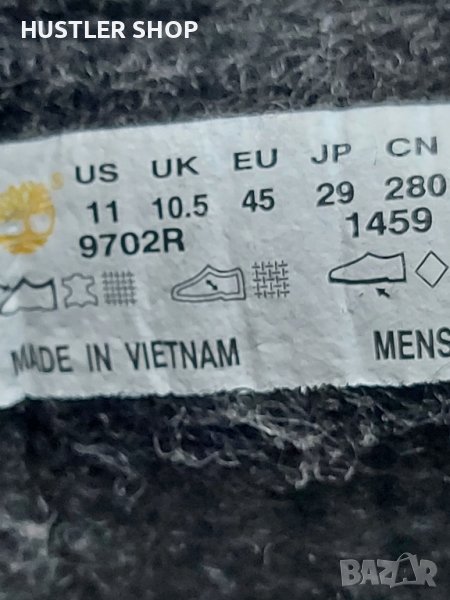 HUSTLER SHOP
US UK EU JP CN
11 10.5 45 29 280
9702R 1459
MADE IN VIETNAM MENS
BAZAR